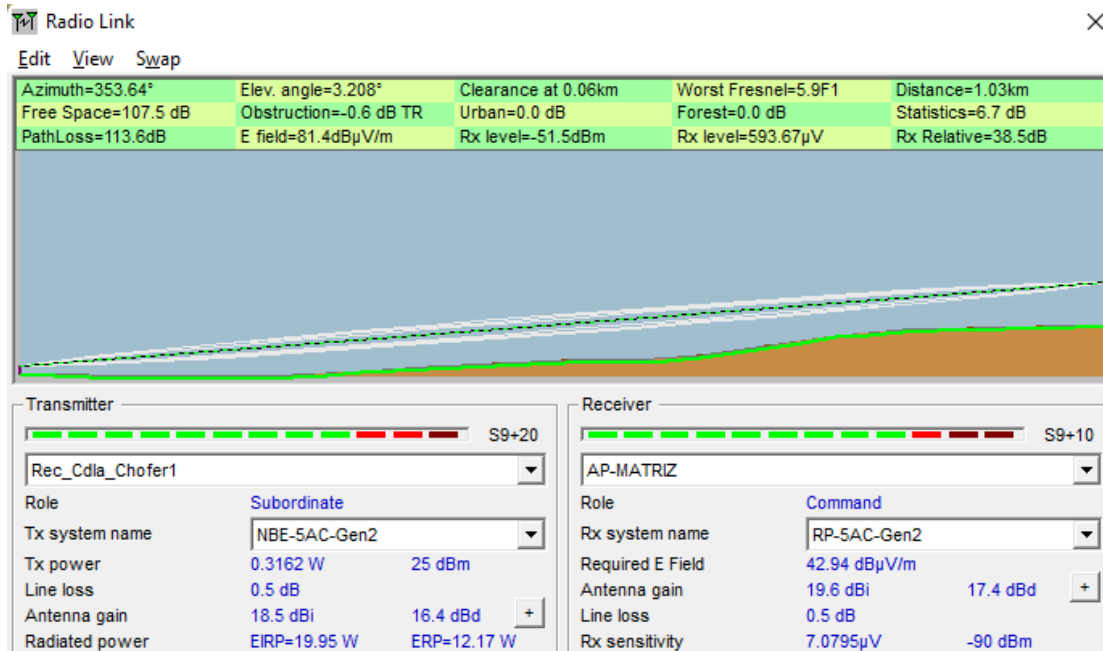 Radio Link
Edit View Swap
Azimuth=353.64° Elev. angle=3.208° Clearance at 0.06km Worst Fresnel=5.9F1 Distance=1.03km
Free Space=107.5 dB Obstruction=-0.6 dB TR Urban=0.0 dB Forest=0.0 dB Statistics=6.7 dB
PathLoss=113.6dB E field=81.4dBµV/m Rx level=-51.5dBm Rx level=593.67µV Rx Relative=38.5dB
Transmitter
S9+20
Rec_Cdla_Chofer1
Role Subordinate
Tx system name NBE-5AC-Gen2
Tx power 0.3162 W 25 dBm
Line loss 0.5 dB
Antenna gain 18.5 dBi 16.4 dBd +
Radiated power EIRP=19.95 W ERP=12.17 W
Receiver
S9+10
AP-MATRIZ
Role Command
Rx system name RP-5AC-Gen2
Required E Field 42.94 dBµV/m
Antenna gain 19.6 dBi 17.4 dBd +
Line loss 0.5 dB
Rx sensitivity 7.0795µV -90 dBm